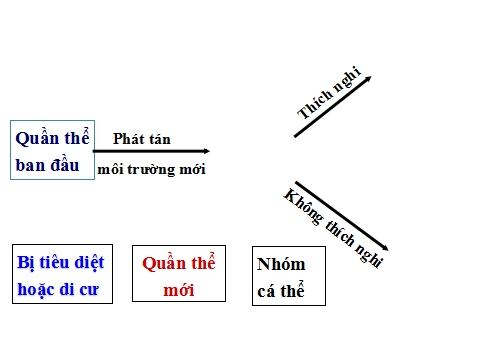 Thích nghi
Quần thể
ban đầu
Phát tán
môi trường mới
Không thích nghi
Bị tiêu diệt
hoặc di cư
Quần thể
mới
Nhóm
cá thể